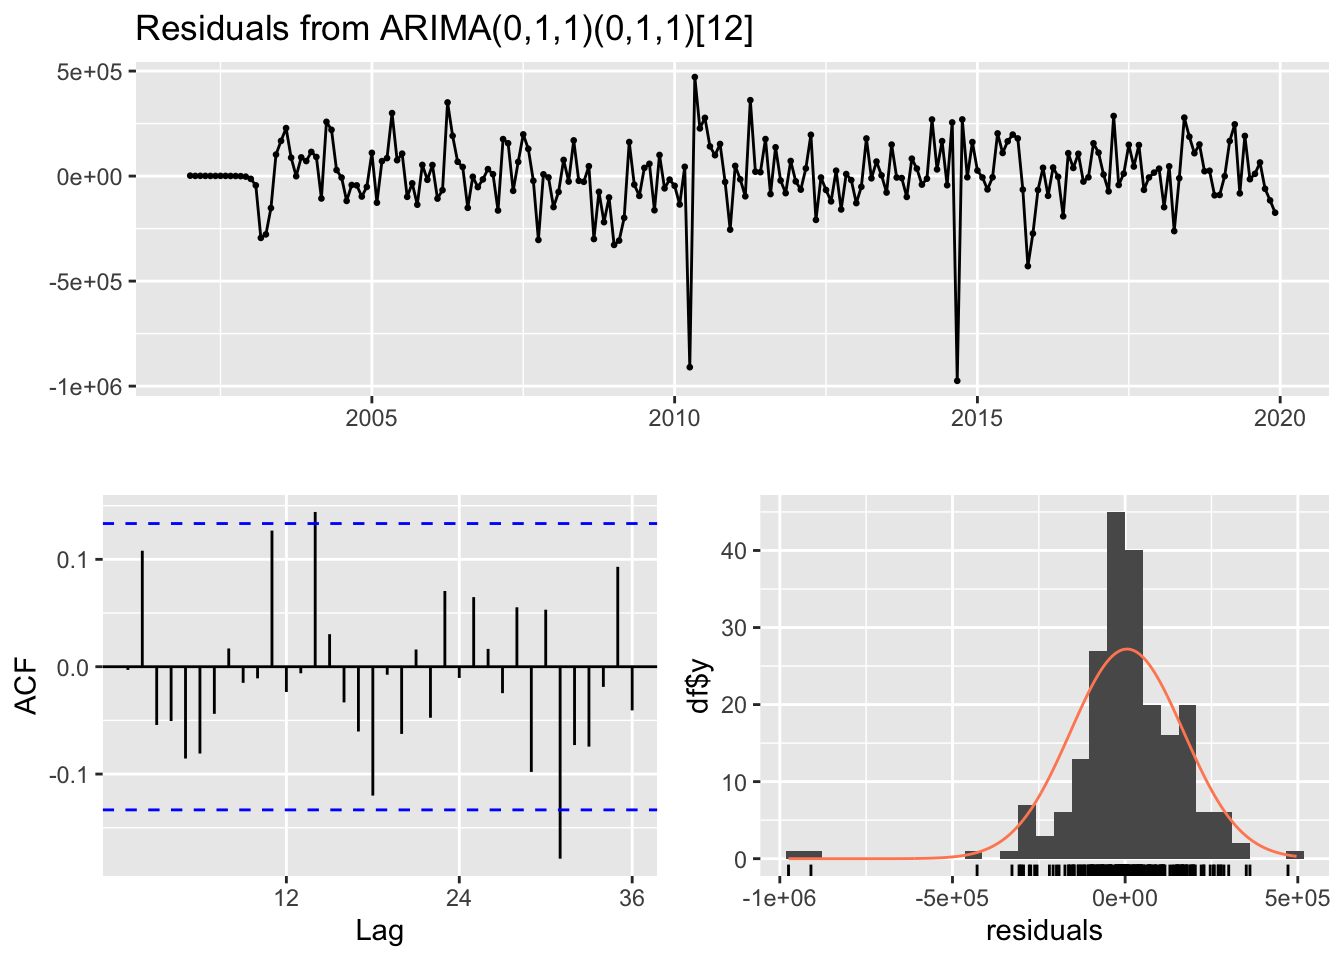 Residuals from ARIMA(0,1,1)(0,1,1)[12]
5e+05
0e+00
-5e+05
-1e+06
2005 2010 2015 2020
ACF
0.1
0.0
-0.1
12 24 36
Lag
df$y
40
30
20
10
0
-1e+06 -5e+05 0e+00 5e+05
residuals